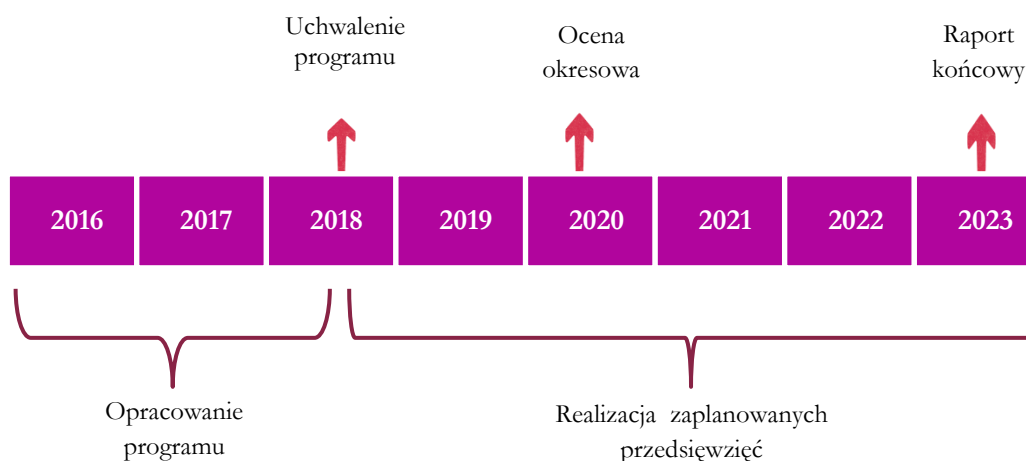 Uchwalenie
programu
Ocena
okresowa
Raport
końcowy
2016 2017 2018 2019 2020 2021 2022 2023
Opracowanie
programu
Realizacja zaplanowanych
przedsięwzięć